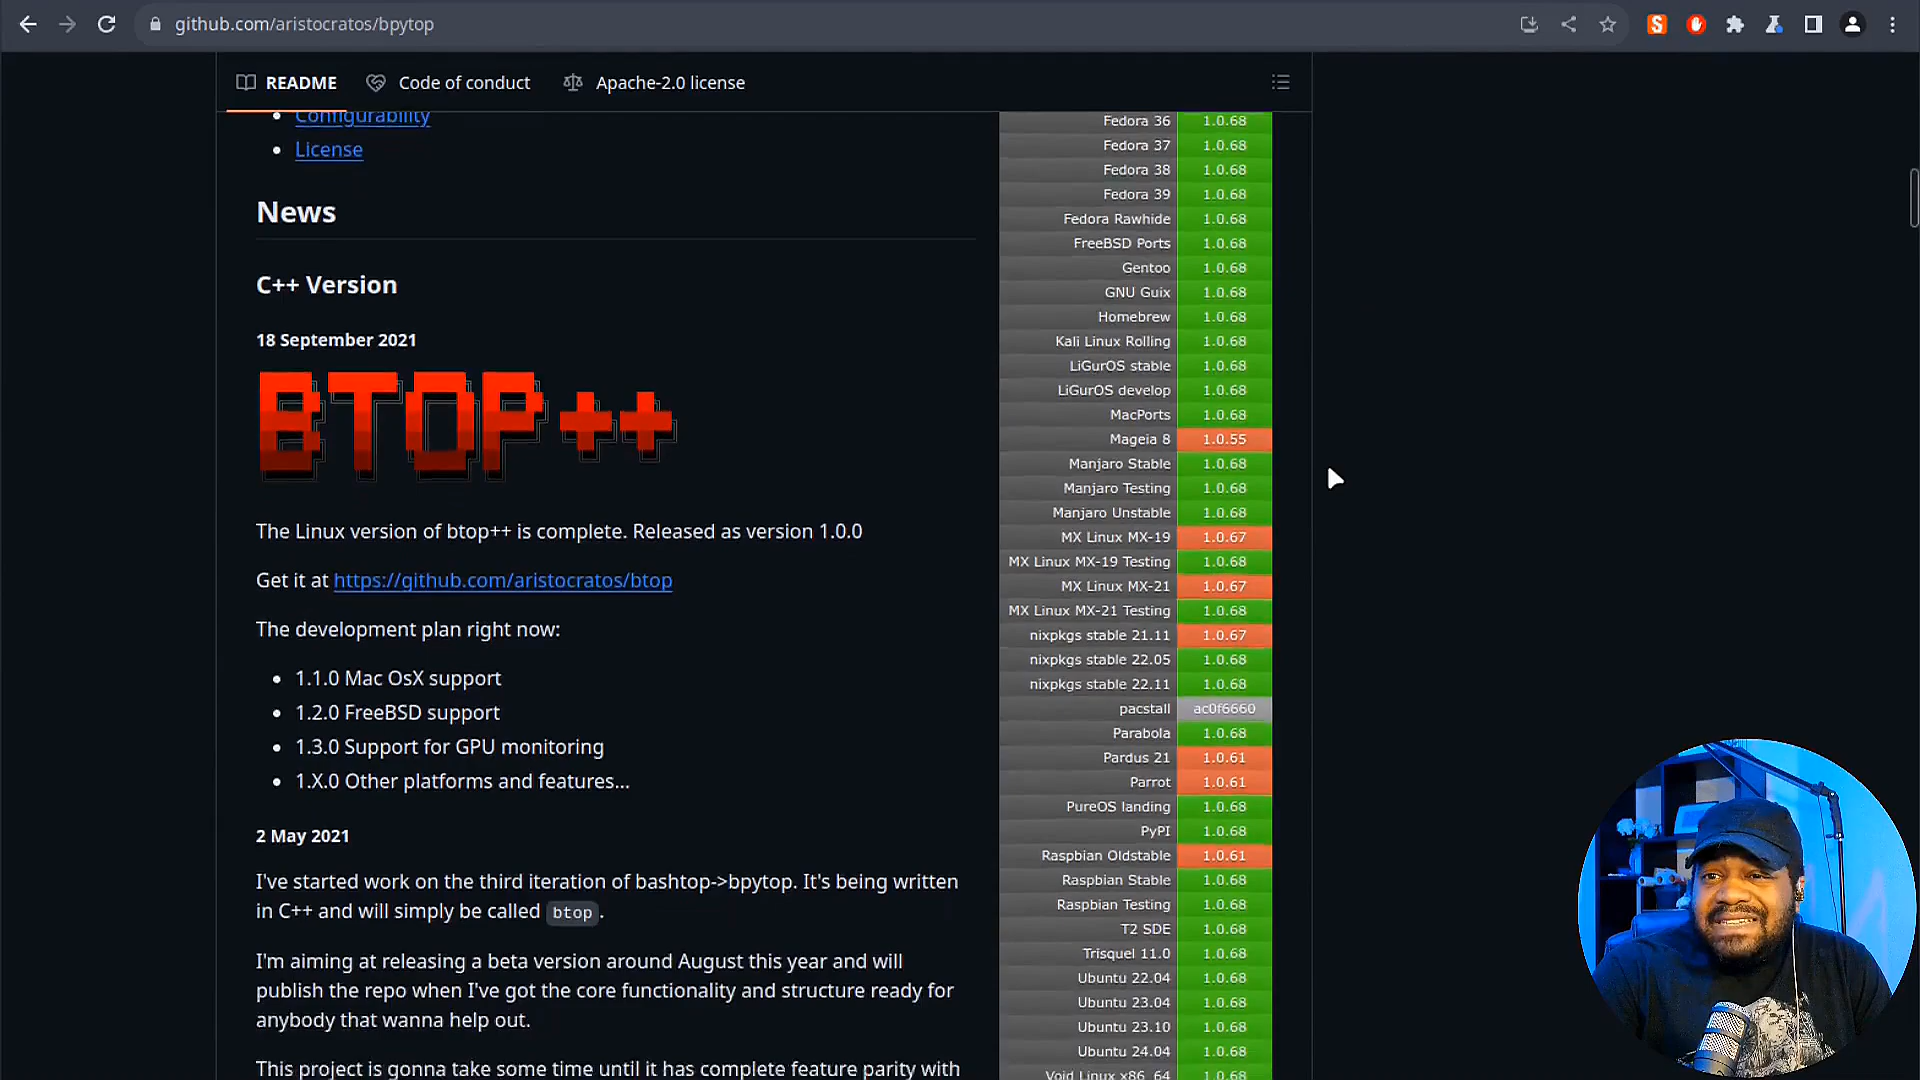 github.com/aristocratos/bpytop
README
Code of conduct
Apache-2.0 license
Configurability
License
News
C++ Version
18 September 2021
BTOP++
The Linux version of btop++ is complete. Released as version 1.0.0
Get it at https://github.com/aristocratos/btop
The development plan right now:
1.1.0 Mac OsX support
1.2.0 FreeBSD support
1.3.0 Support for GPU monitoring
1.X.0 Other platforms and features...
2 May 2021
I've started work on the third iteration of bashtop->bpytop. It's being written
in C++ and will simply be called btop.
I'm aiming at releasing a beta version around August this year and will
publish the repo when I've got the core functionality and structure ready for
anybody that wanna help out.
This project is gonna take some time until it has complete feature parity with
Fedora 36 1.0.68
Fedora 37 1.0.68
Fedora 38 1.0.68
Fedora 39 1.0.68
Fedora Rawhide 1.0.68
FreeBSD Ports 1.0.68
Gentoo 1.0.68
GNU Guix 1.0.68
Homebrew 1.0.68
Kali Linux Rolling 1.0.68
LiGurOS stable 1.0.68
LiGurOS develop 1.0.68
MacPorts 1.0.68
Mageia 8 1.0.55
Manjaro Stable 1.0.68
Manjaro Testing 1.0.68
Manjaro Unstable 1.0.68
MX Linux MX-19 1.0.67
MX Linux MX-19 Testing 1.0.68
MX Linux MX-21 1.0.67
MX Linux MX-21 Testing 1.0.68
nixpkgs stable 21.11 1.0.67
nixpkgs stable 22.05 1.0.68
nixpkgs stable 22.11 1.0.68
pacstall ac0f6660
Parabola 1.0.68
Pardus 21 1.0.61
Parrot 1.0.61
PureOS landing 1.0.68
PyPI 1.0.68
Raspbian Oldstable 1.0.61
Raspbian Stable 1.0.68
Raspbian Testing 1.0.68
T2 SDE 1.0.68
Trisquel 11.0 1.0.68
Ubuntu 22.04 1.0.68
Ubuntu 23.04 1.0.68
Ubuntu 23.10 1.0.68
Ubuntu 24.04 1.0.68
Void Linux x86_64 1.0.68